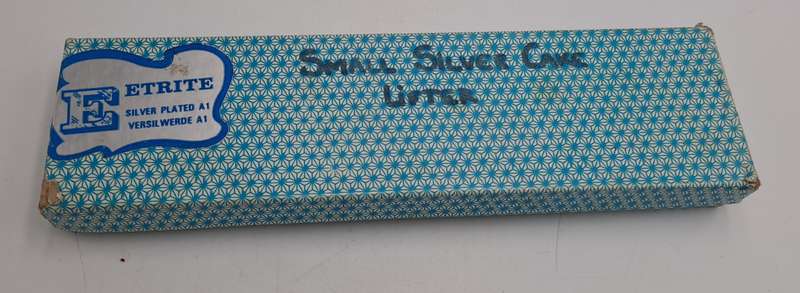 E
ETRITE
SILVER PLATED A1
VERSILWERDE A1
SMALL SILVER CAKE
LIFTER